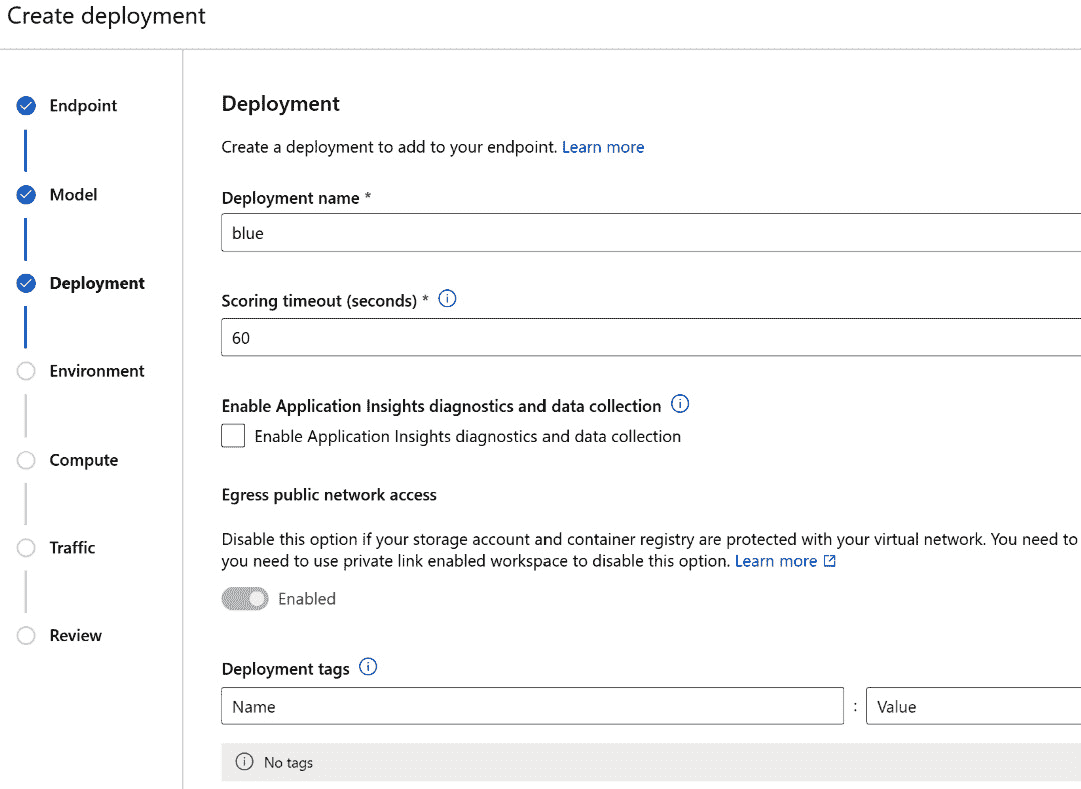 Create deployment
Endpoint
Model
Deployment
Environment
Compute
Traffic
Review
Deployment
Create a deployment to add to your endpoint. Learn more
Deployment name *
blue
Scoring timeout (seconds) *
60
Enable Application Insights diagnostics and data collection
Enable Application Insights diagnostics and data collection
Egress public network access
Disable this option if your storage account and container registry are protected with your virtual network. You need to
you need to use private link enabled workspace to disable this option. Learn more
Enabled
Deployment tags
Name : Value
No tags